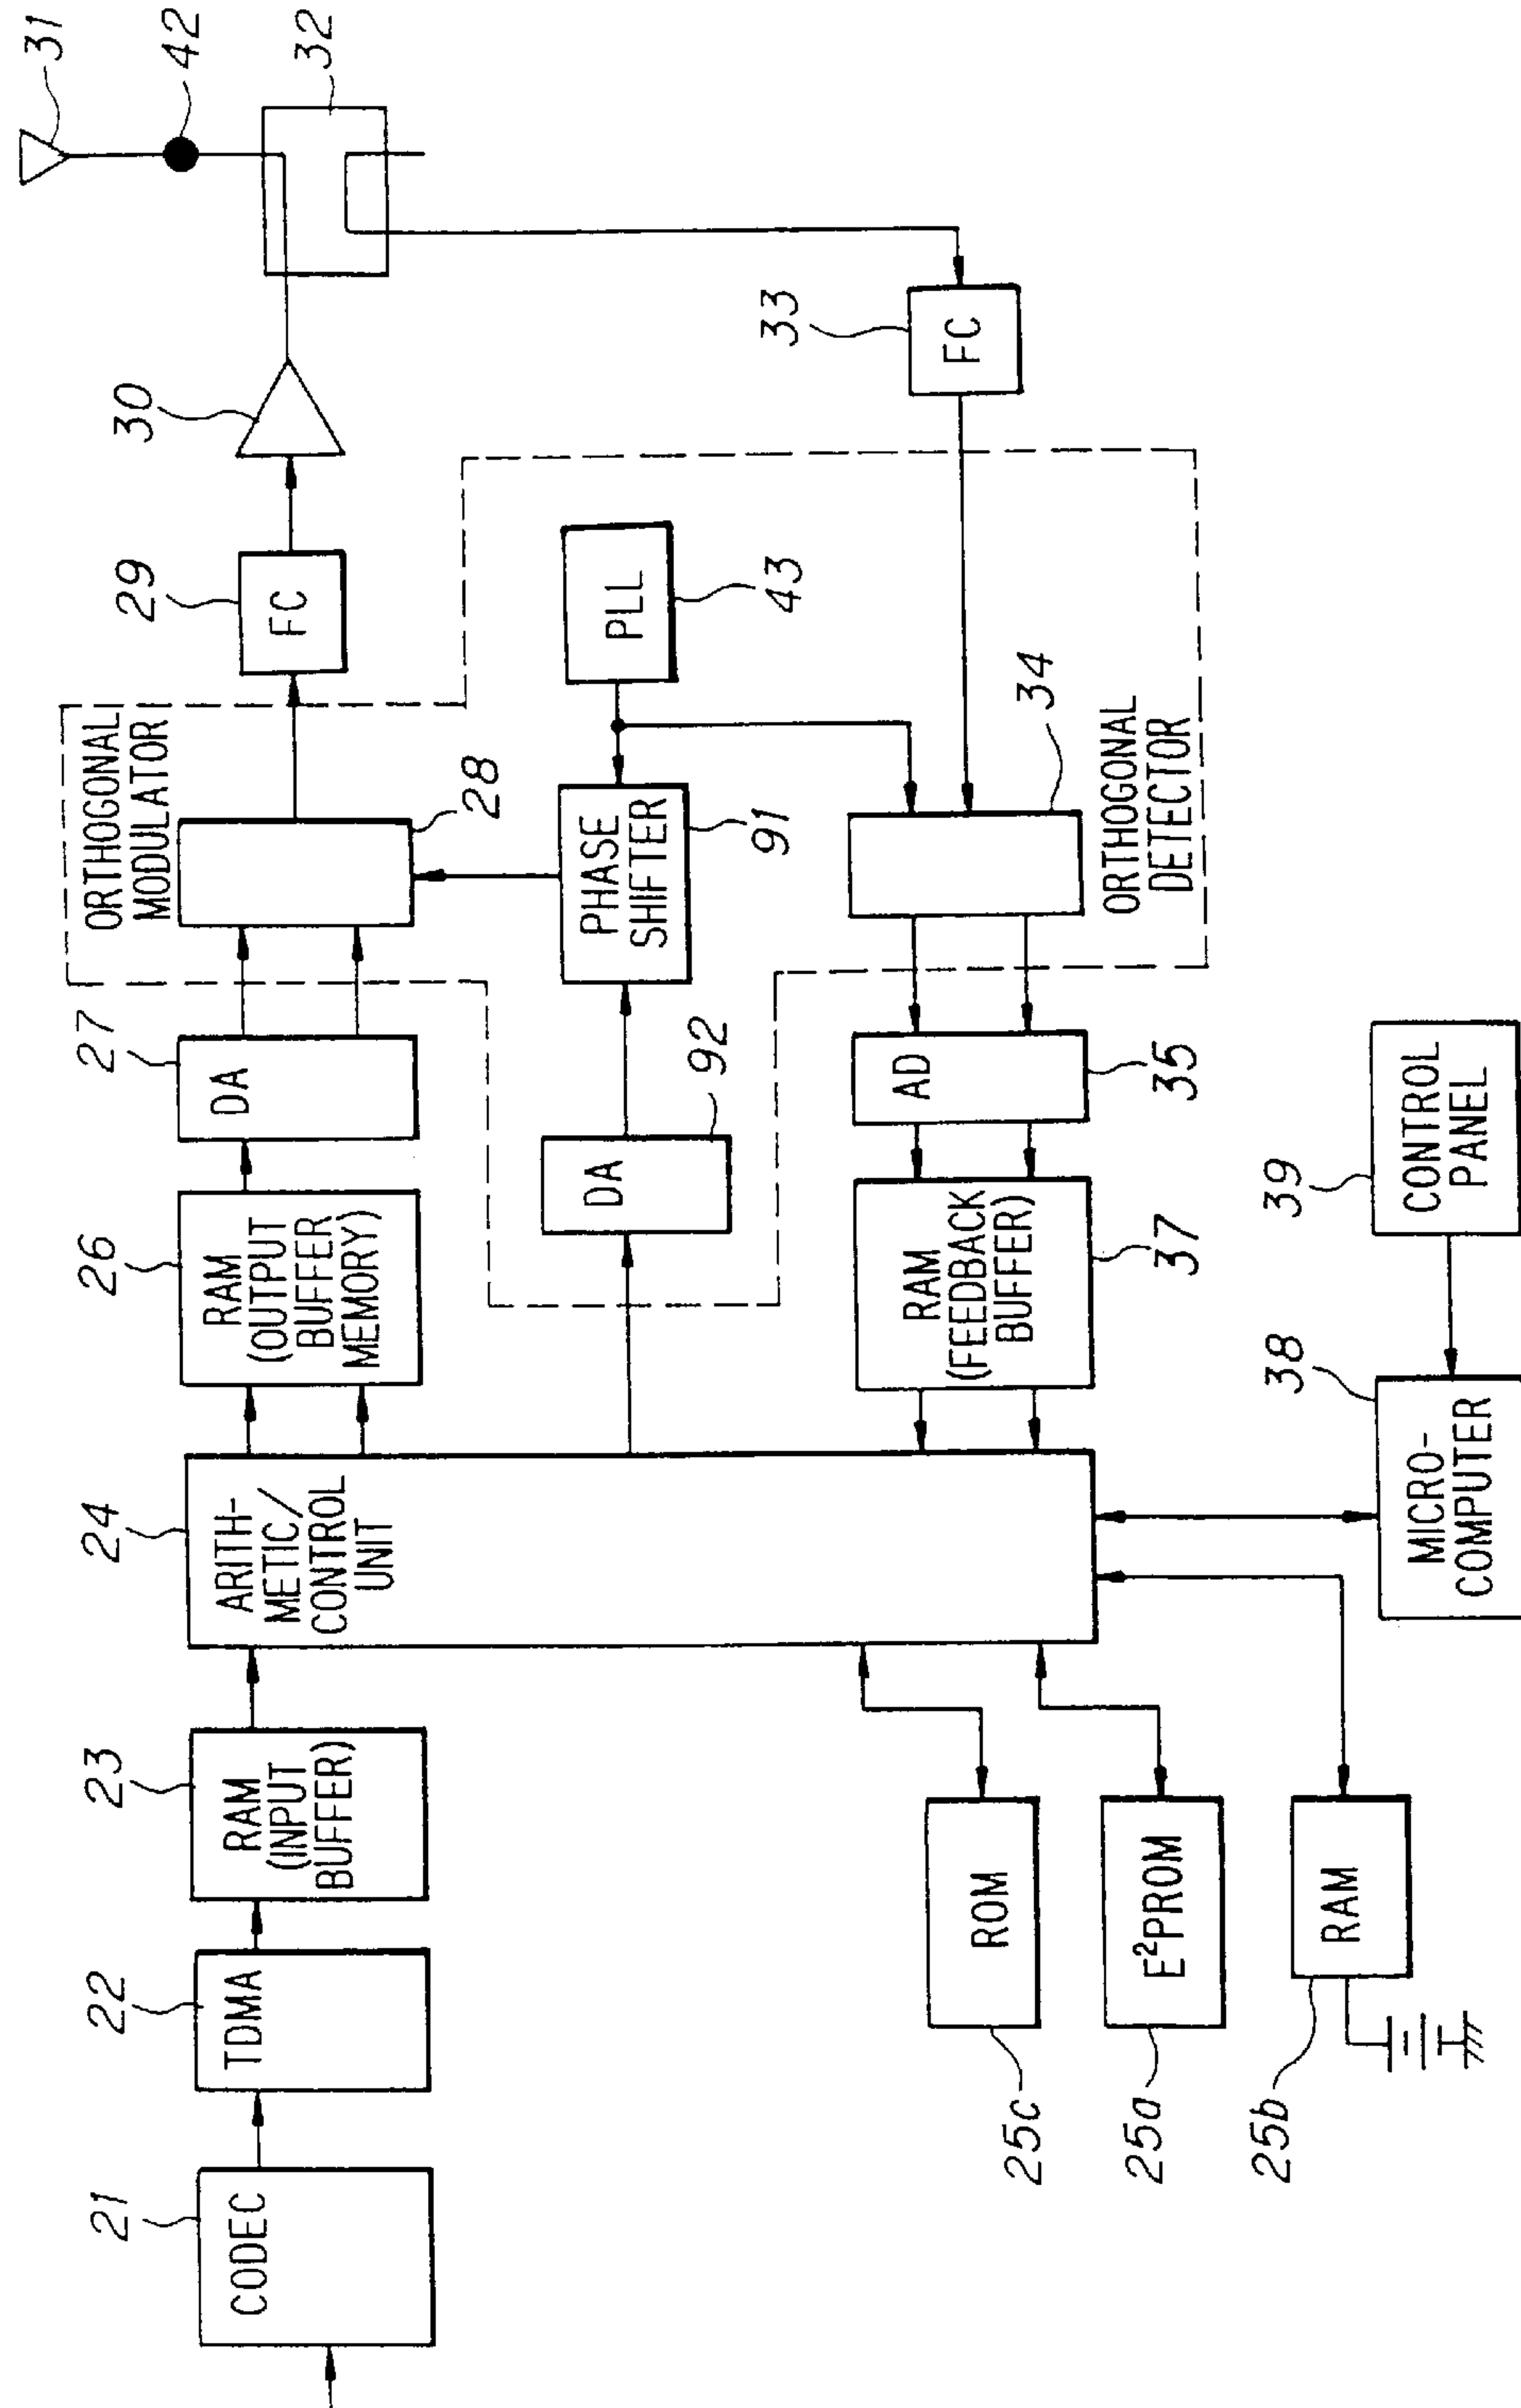 21
CODEC
22
TDMA
23
RAM
(INPUT
BUFFER)
24
ARITH-
METIC/
CONTROL
UNIT
26
RAM
(OUTPUT
BUFFER
MEMORY)
27
DA
ORTHOGONAL
MODULATOR
28
29
FC
30
31
42
32
92
DA
PHASE
SHIFTER
91
PLL
43
33
FC
34
ORTHOGONAL
DETECTOR
AD
35
RAM
(FEEDBACK
BUFFER)
37
ROM
25c
E²PROM
25a
RAM
25b
38
MICRO-
COMPUTER
39
CONTROL
PANEL